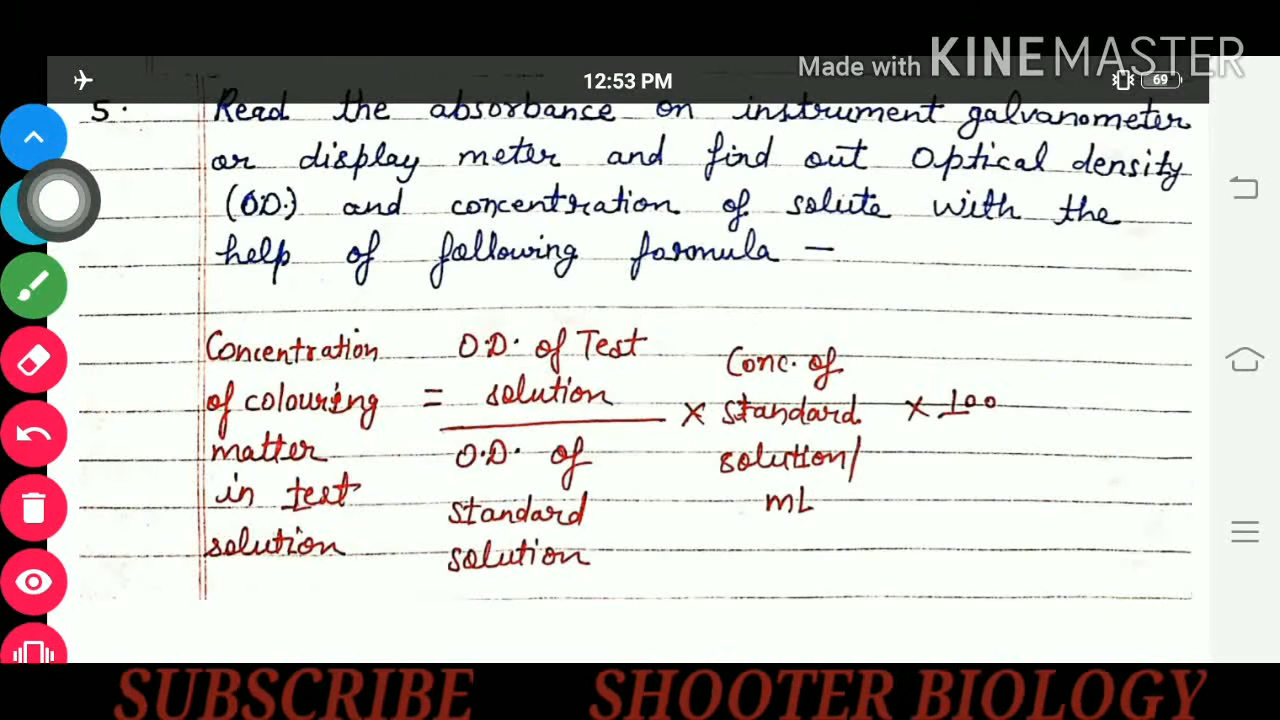 Made with KINEMASTER
12:53 PM
69
5. Read the absorbance on instrument galvanometer
or display meter and find out Optical density
(O.D.) and concentration of solute with the
help of following formula —
Concentration of colouring matter in test solution = O.D. of Test solution / O.D. of standard solution × Conc. of standard solution/mL × 100
SUBSCRIBE SHOOTER BIOLOGY